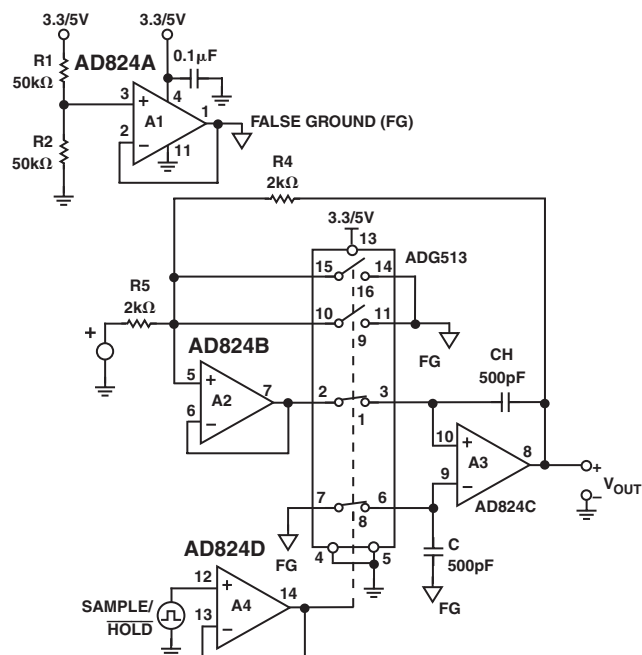 3.3/5V
3.3/5V
R1
50kΩ
AD824A
0.1µF
3
+
4
A1
1
2
−
11
FALSE GROUND (FG)
R2
50kΩ
R4
2kΩ
3.3/5V
13
ADG513
15
14
16
R5
2kΩ
10
11
9
+
FG
AD824B
CH
500pF
5
+
7
A2
6
−
2
3
1
10
+
A3
8
9
−
+
VOUT
−
AD824C
7
6
8
FG
4
5
C
500pF
FG
AD824D
12
+
14
A4
13
−
SAMPLE/
HOLD